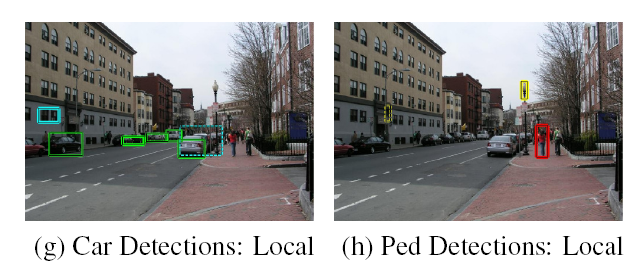 (g) Car Detections: Local
(h) Ped Detections: Local